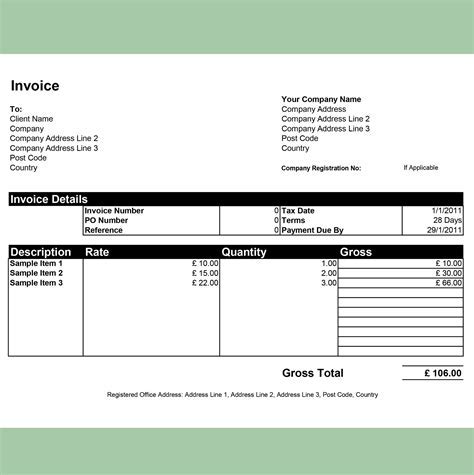 Invoice
To:
Client Name
Company
Company Address Line 2
Company Address Line 3
Post Code
Country
Your Company Name
Company Address
Company Address Line 2
Company Address Line 3
Post Code
Country
Company Registration No: If Applicable
Invoice Details
Invoice Number 0 Tax Date 1/1/2011
PO Number 0 Terms 28 Days
Reference 0 Payment Due By 29/1/2011
Description Rate Quantity Gross
Sample Item 1 £ 10.00 1.00 £ 10.00
Sample Item 2 £ 15.00 2.00 £ 30.00
Sample Item 3 £ 22.00 3.00 £ 66.00
Gross Total £ 106.00
Registered Office Address: Address Line 1, Address Line 2, Address Line 3, Post Code, Country